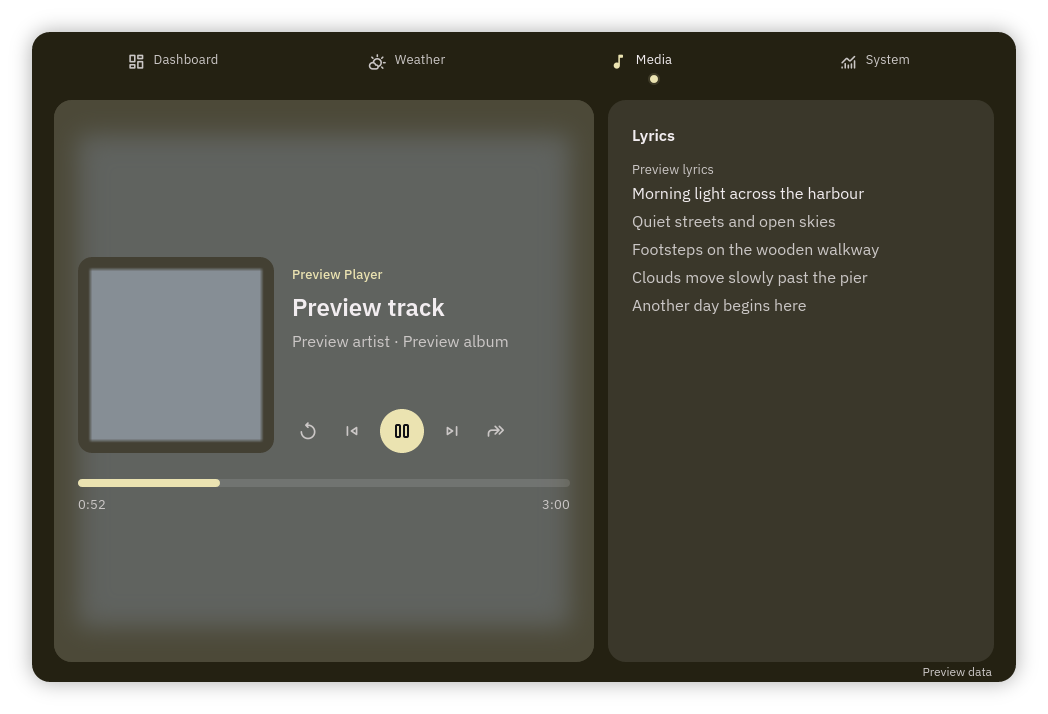 Dashboard
Weather
Media
System
Preview Player
Preview track
Preview artist · Preview album
0:52
3:00
Lyrics
Preview lyrics
Morning light across the harbour
Quiet streets and open skies
Footsteps on the wooden walkway
Clouds move slowly past the pier
Another day begins here
Preview data